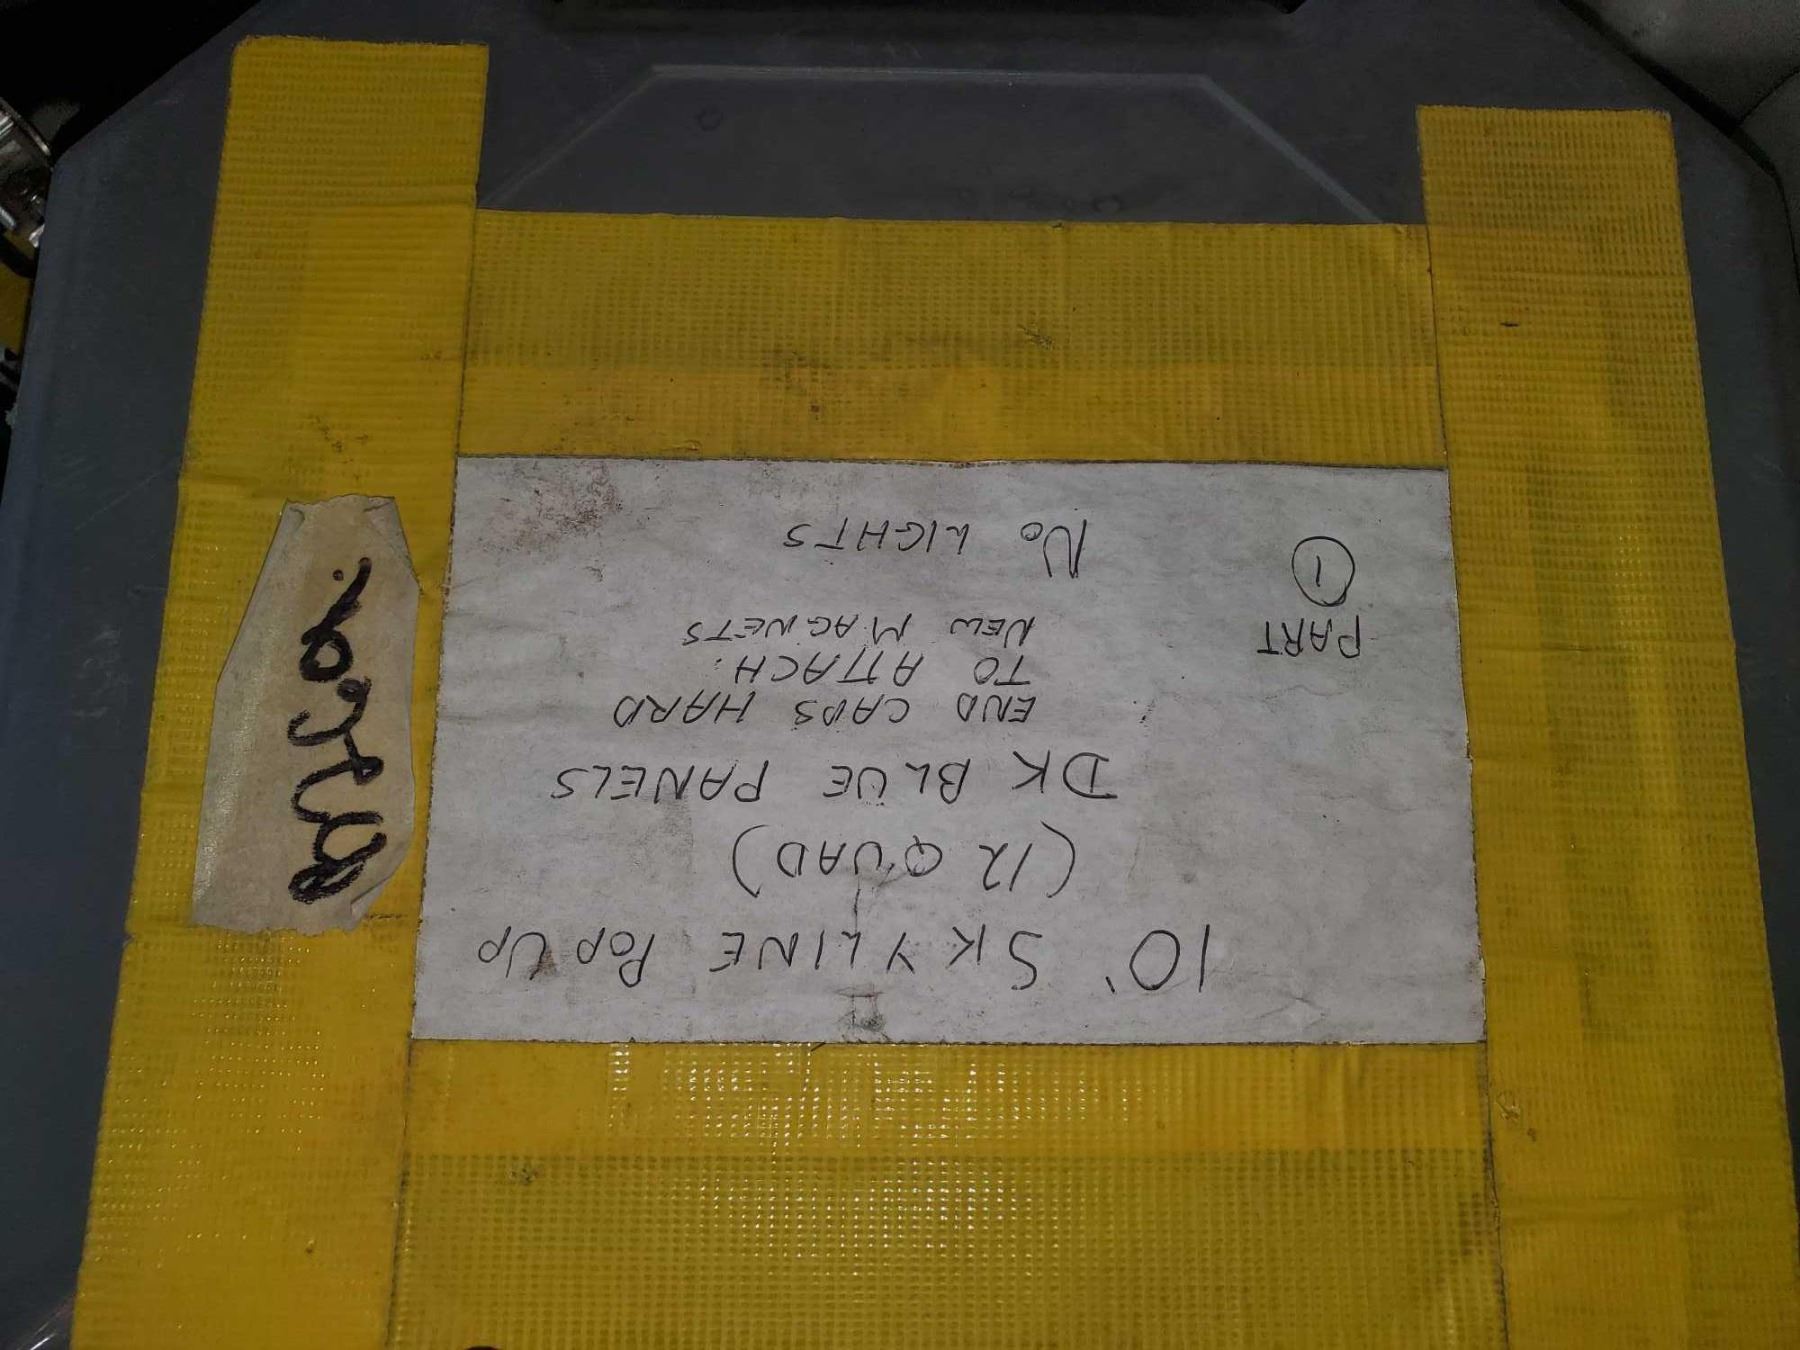 10' SKYLINE POP UP
(12 QUAD)
DK BLUE PANELS
END CAPS HARD
TO ATTACH.
NEW MAGNETS
PART
1
No LIGHTS